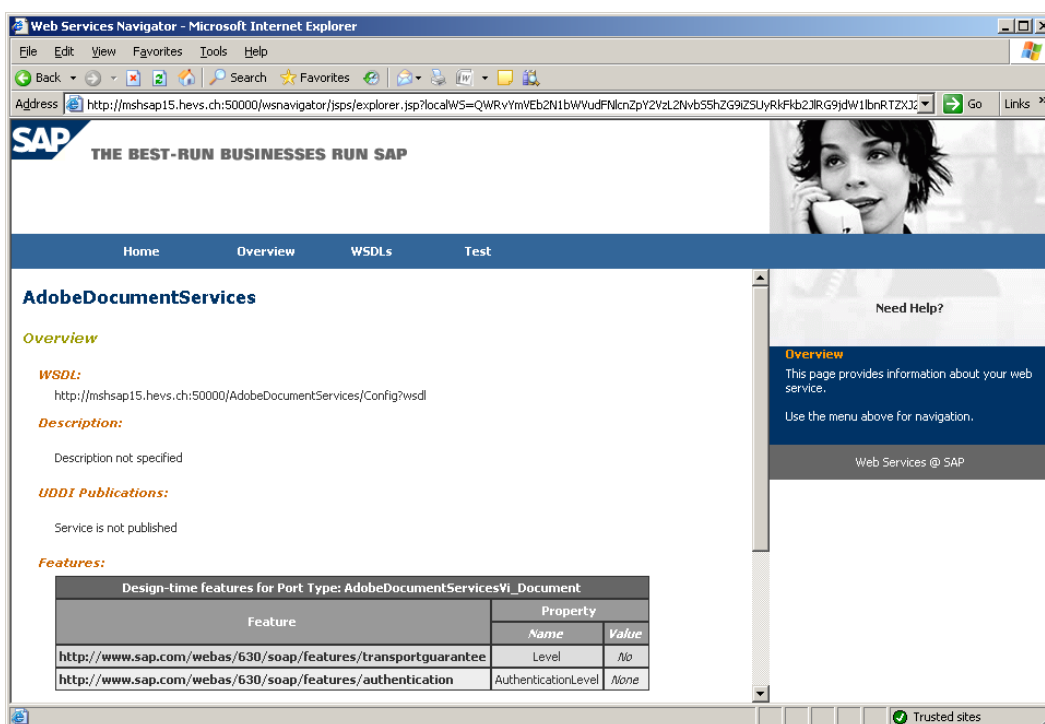 Web Services Navigator - Microsoft Internet Explorer
File Edit View Favorites Tools Help
Back Search Favorites
Address http://mshsap15.hevs.ch:50000/wsnavigator/jsps/explorer.jsp?localWS=QWRvYmVEb2N1bWVudFNlcnZpY2VzL2NvbS5hZG9iZSUyRkFkb2JlRG9jdW1lbnRTZXJ2 Go Links »
SAP THE BEST-RUN BUSINESSES RUN SAP
Home Overview WSDLs Test
AdobeDocumentServices
Overview
WSDL:
http://mshsap15.hevs.ch:50000/AdobeDocumentServices/Config?wsdl
Description:
Description not specified
UDDI Publications:
Service is not published
Features:
Design-time features for Port Type: AdobeDocumentServicesVi_Document
Feature Property
Name Value
http://www.sap.com/webas/630/soap/features/transportguarantee Level No
http://www.sap.com/webas/630/soap/features/authentication AuthenticationLevel None
Need Help?
Overview
This page provides information about your web
service.
Use the menu above for navigation.
Web Services @ SAP
Trusted sites